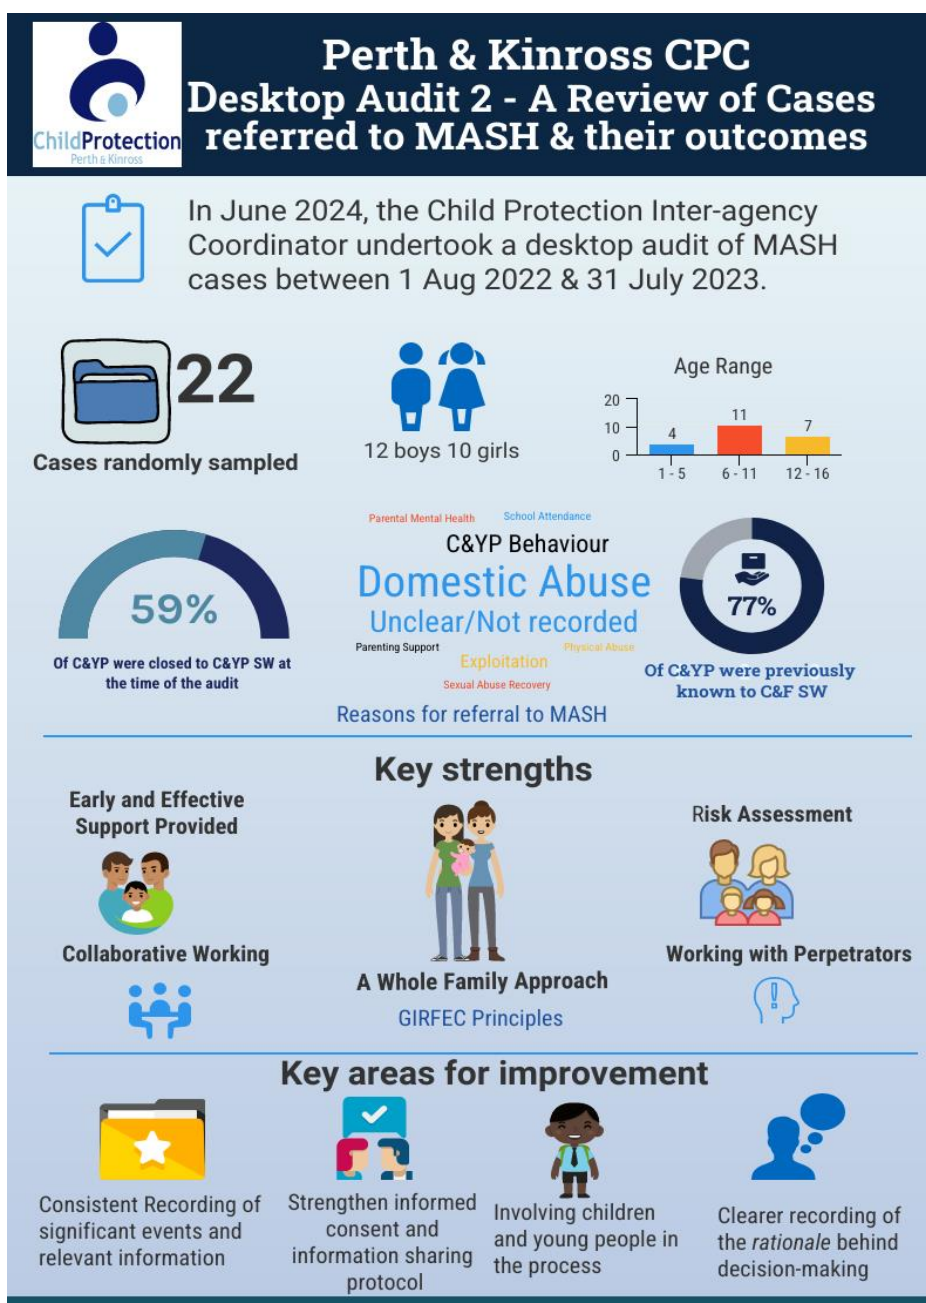 Perth & Kinross CPC
Desktop Audit 2 - A Review of Cases
referred to MASH & their outcomes
ChildProtection
Perth & Kinross
In June 2024, the Child Protection Inter-agency
Coordinator undertook a desktop audit of MASH
cases between 1 Aug 2022 & 31 July 2023.
22
Cases randomly sampled
12 boys 10 girls
Age Range
20
10
0
4
11
7
1 - 5
6 - 11
12 - 16
59%
Of C&YP were closed to C&YP SW at
the time of the audit
Parental Mental Health
School Attendance
C&YP Behaviour
Domestic Abuse
Unclear/Not recorded
Parenting Support
Physical Abuse
Exploitation
Sexual Abuse Recovery
Reasons for referral to MASH
77%
Of C&YP were previously
known to C&F SW
Key strengths
Early and Effective
Support Provided
Collaborative Working
A Whole Family Approach
GIRFEC Principles
Risk Assessment
Working with Perpetrators
Key areas for improvement
Consistent Recording of
significant events and
relevant information
Strengthen informed
consent and
information sharing
protocol
Involving children
and young people in
the process
Clearer recording of
the rationale behind
decision-making